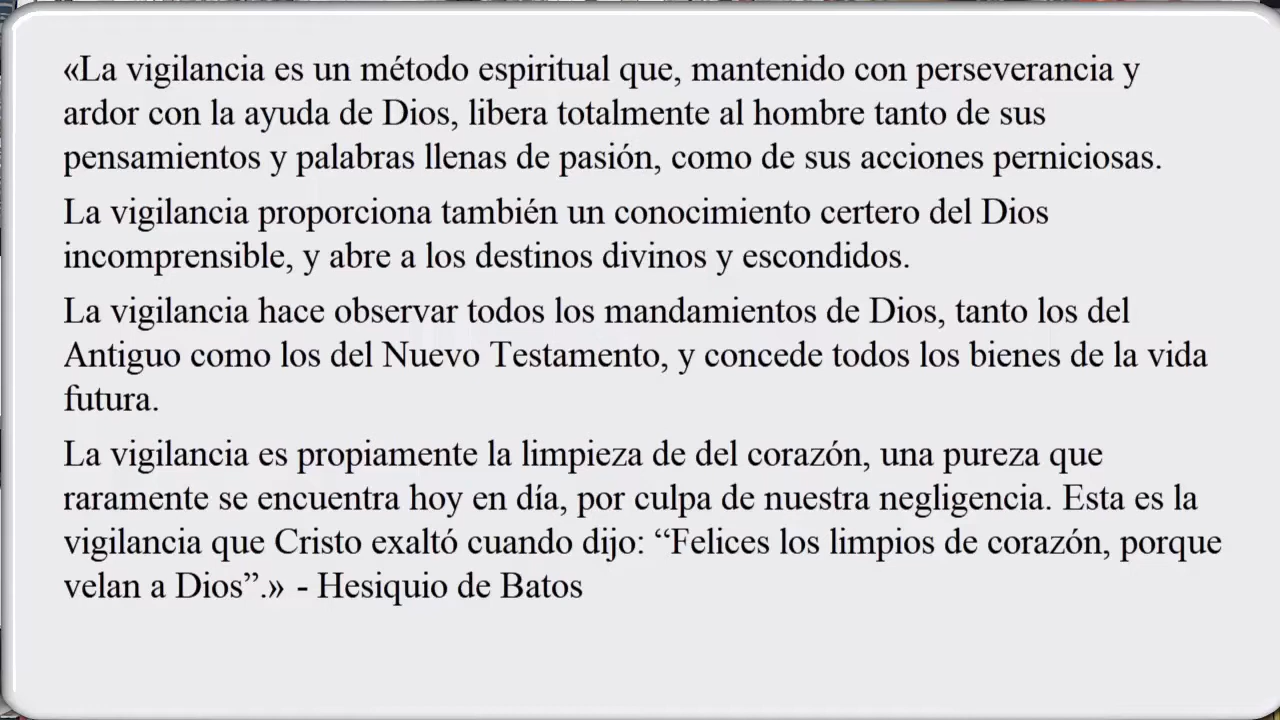 «La vigilancia es un método espiritual que, mantenido con perseverancia y
ardor con la ayuda de Dios, libera totalmente al hombre tanto de sus
pensamientos y palabras llenas de pasión, como de sus acciones perniciosas.
La vigilancia proporciona también un conocimiento certero del Dios
incomprensible, y abre a los destinos divinos y escondidos.
La vigilancia hace observar todos los mandamientos de Dios, tanto los del
Antiguo como los del Nuevo Testamento, y concede todos los bienes de la vida
futura.
La vigilancia es propiamente la limpieza de del corazón, una pureza que
raramente se encuentra hoy en día, por culpa de nuestra negligencia. Esta es la
vigilancia que Cristo exaltó cuando dijo: “Felices los limpios de corazón, porque
velan a Dios”.» - Hesiquio de Batos